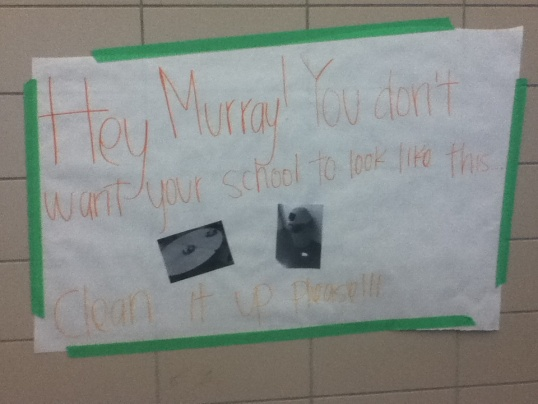 Hey Murray! You don't
want your school to look like this...
Clean it up please!!!